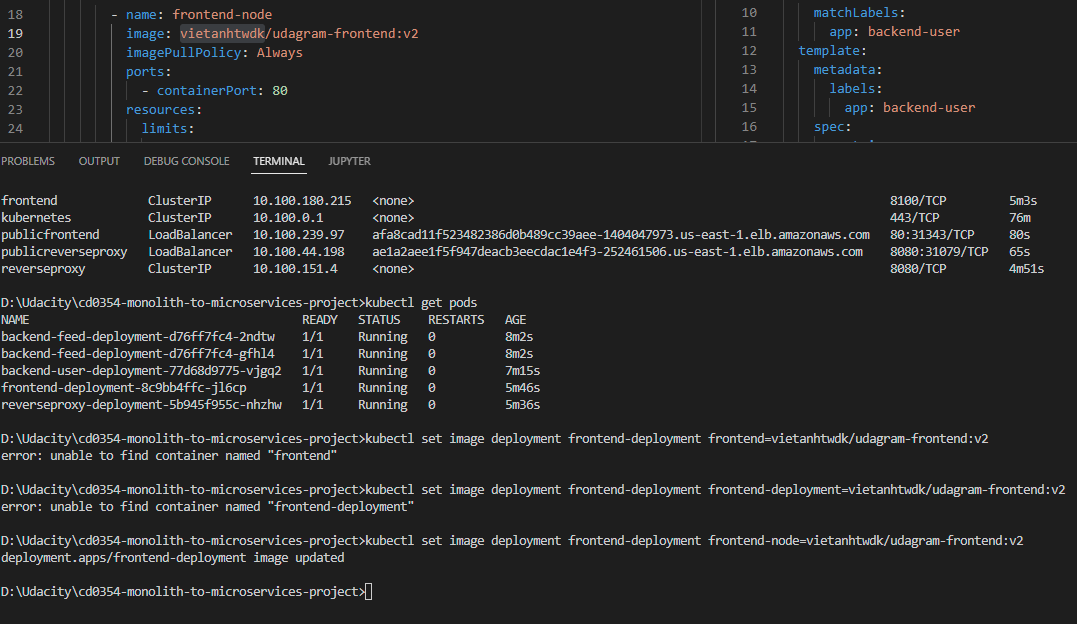 18 - name: frontend-node
19 image: vietanhtwdk/udagram-frontend:v2
20 imagePullPolicy: Always
21 ports:
22 - containerPort: 80
23 resources:
24 limits:
10 matchLabels:
11 app: backend-user
12 template:
13 metadata:
14 labels:
15 app: backend-user
16 spec:
PROBLEMS OUTPUT DEBUG CONSOLE TERMINAL JUPYTER
frontend ClusterIP 10.100.180.215 <none> 8100/TCP 5m3s
kubernetes ClusterIP 10.100.0.1 <none> 443/TCP 76m
publicfrontend LoadBalancer 10.100.239.97 afa8cad11f523482386d0b489cc39aee-1404047973.us-east-1.elb.amazonaws.com 80:31343/TCP 80s
publicreverseproxy LoadBalancer 10.100.44.198 ae1a2aee1f5f947deacb3eecdac1e4f3-252461506.us-east-1.elb.amazonaws.com 8080:31079/TCP 65s
reverseproxy ClusterIP 10.100.151.4 <none> 8080/TCP 4m51s
D:\Udacity\cd0354-monolith-to-microservices-project>kubectl get pods
NAME READY STATUS RESTARTS AGE
backend-feed-deployment-d76ff7fc4-2ndtw 1/1 Running 0 8m2s
backend-feed-deployment-d76ff7fc4-gfhl4 1/1 Running 0 8m2s
backend-user-deployment-77d68d9775-vjgq2 1/1 Running 0 7m15s
frontend-deployment-8c9bb4ffc-jl6cp 1/1 Running 0 5m46s
reverseproxy-deployment-5b945f955c-nhzhw 1/1 Running 0 5m36s
D:\Udacity\cd0354-monolith-to-microservices-project>kubectl set image deployment frontend-deployment frontend=vietanhtwdk/udagram-frontend:v2
error: unable to find container named "frontend"
D:\Udacity\cd0354-monolith-to-microservices-project>kubectl set image deployment frontend-deployment frontend-deployment=vietanhtwdk/udagram-frontend:v2
error: unable to find container named "frontend-deployment"
D:\Udacity\cd0354-monolith-to-microservices-project>kubectl set image deployment frontend-deployment frontend-node=vietanhtwdk/udagram-frontend:v2
deployment.apps/frontend-deployment image updated
D:\Udacity\cd0354-monolith-to-microservices-project>